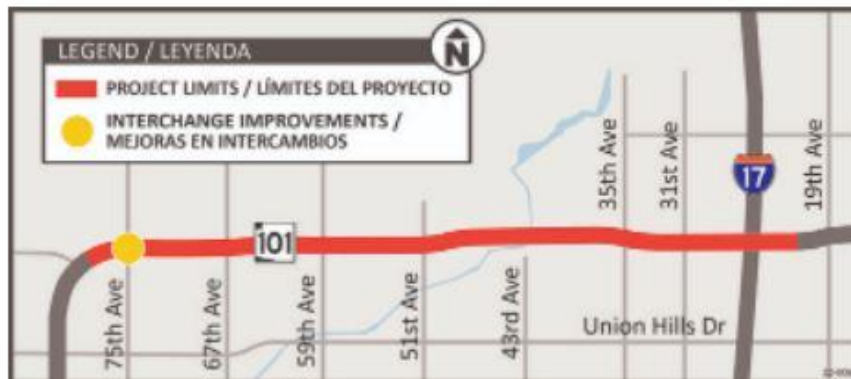 LEGEND / LEYENDA
N
PROJECT LIMITS / LÍMITES DEL PROYECTO
INTERCHANGE IMPROVEMENTS /
MEJORAS EN INTERCAMBIOS
35th Ave
31st Ave
17
19th Ave
101
75th Ave
67th Ave
59th Ave
51st Ave
43rd Ave
Union Hills Dr